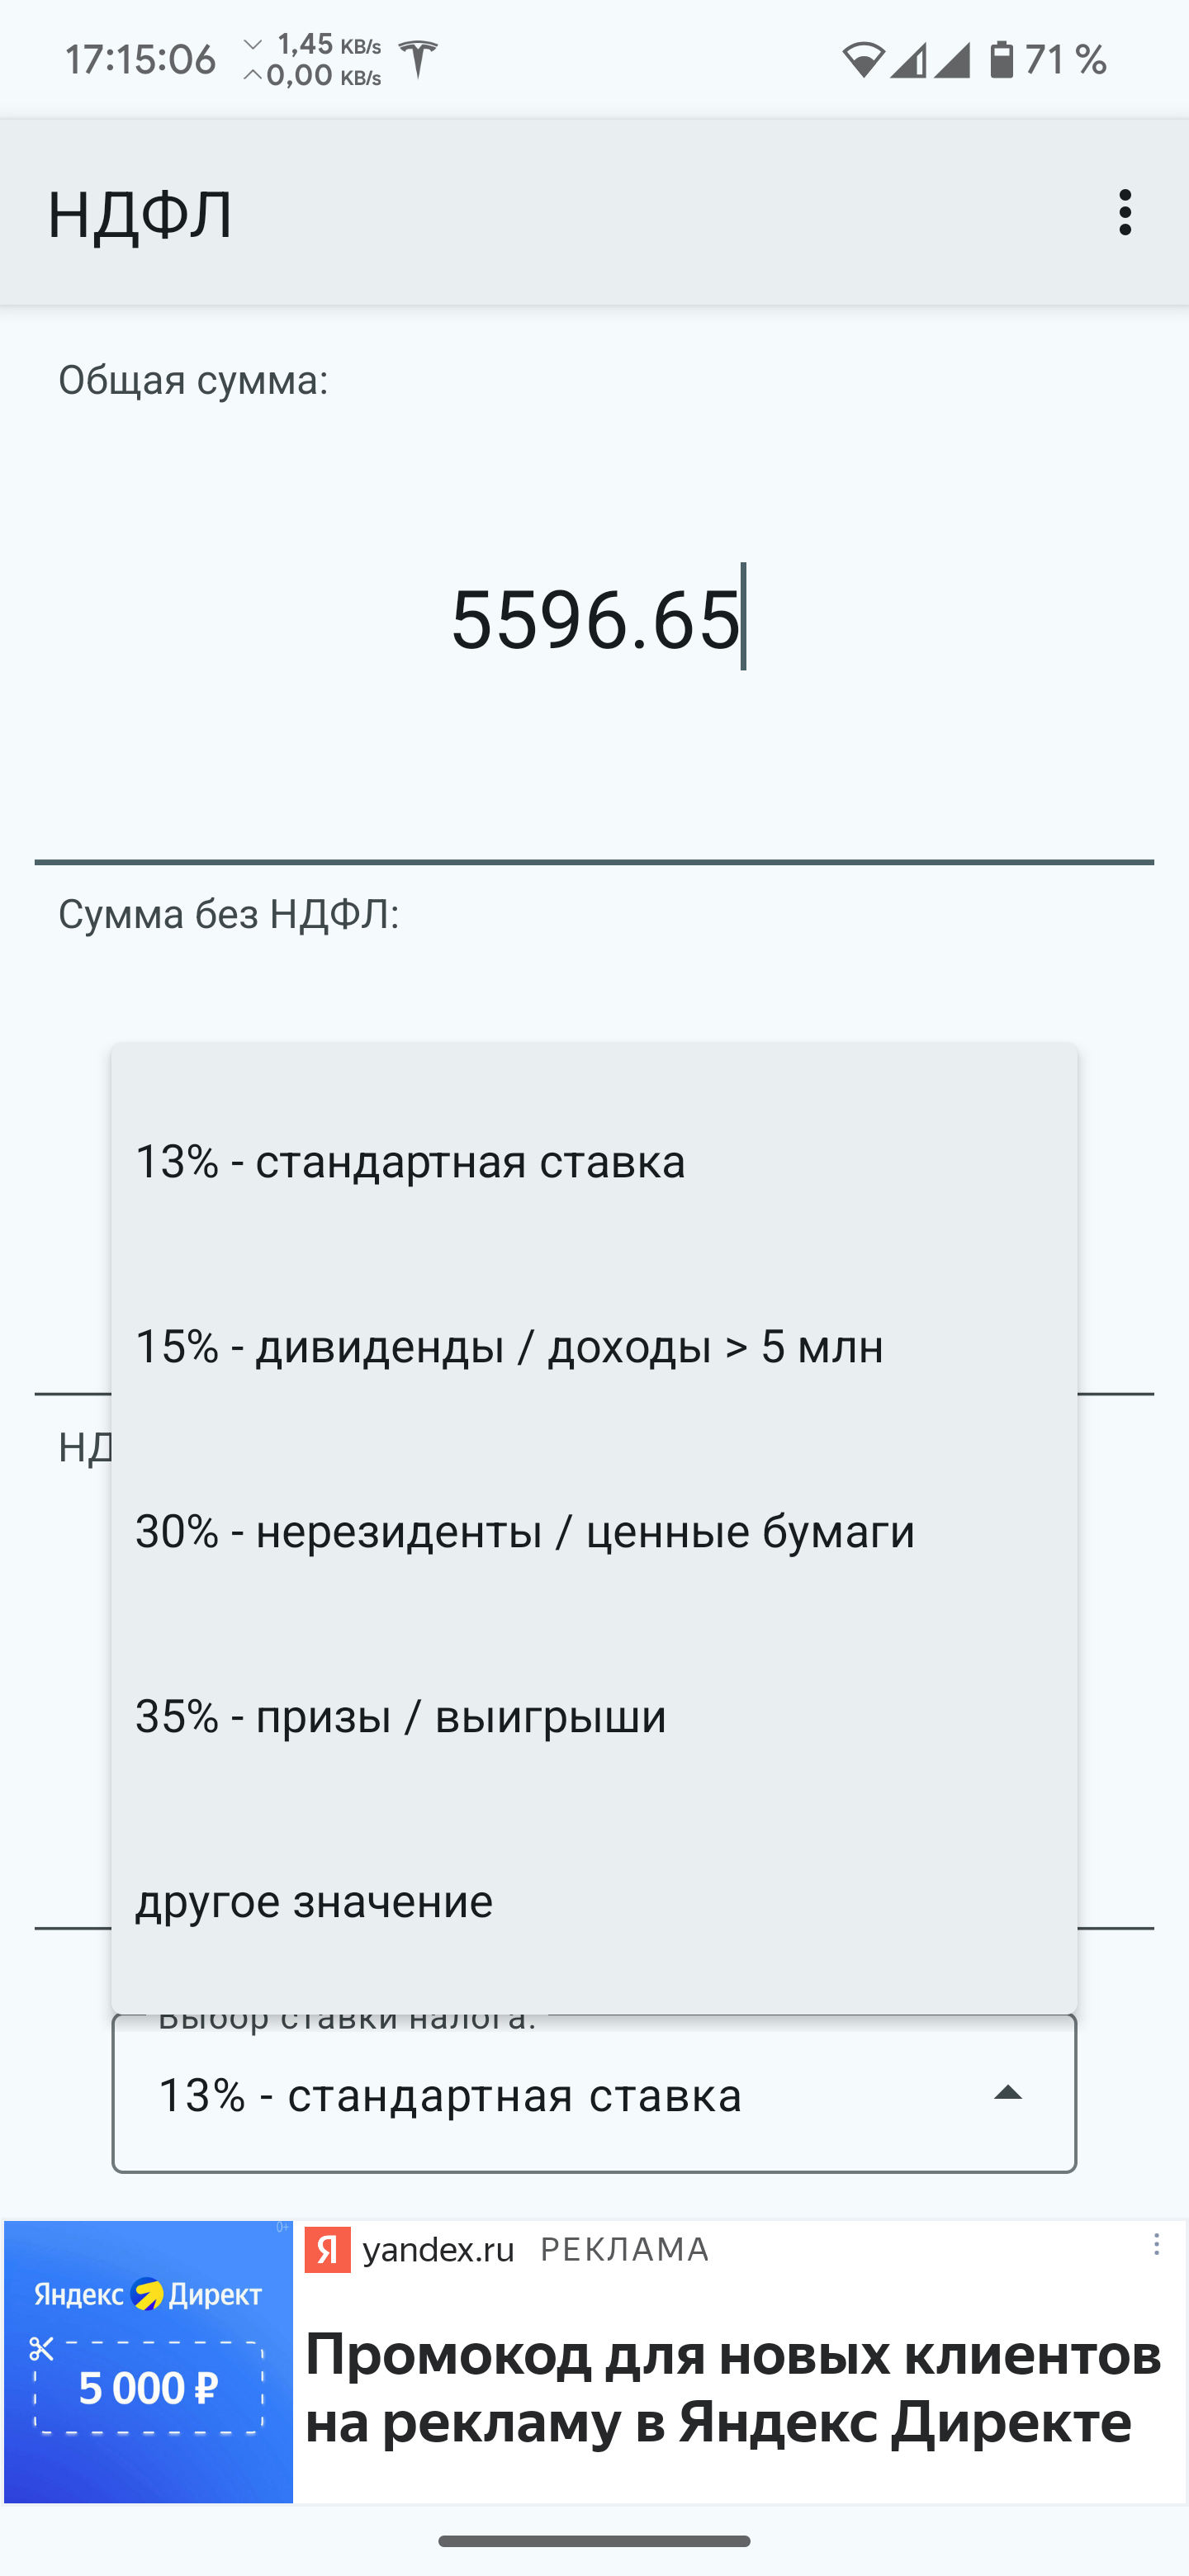 17:15:06
1,45 KB/s
0,00 KB/s
71 %
НДФЛ
Общая сумма:
5596.65
Сумма без НДФЛ:
13% - стандартная ставка
15% - дивиденды / доходы > 5 млн
НД
30% - нерезиденты / ценные бумаги
35% - призы / выигрыши
другое значение
Выбор ставки налога:
13% - стандартная ставка
0+
Яндекс Директ
5 000 ₽
Я yandex.ru РЕКЛАМА
Промокод для новых клиентов
на рекламу в Яндекс Директе